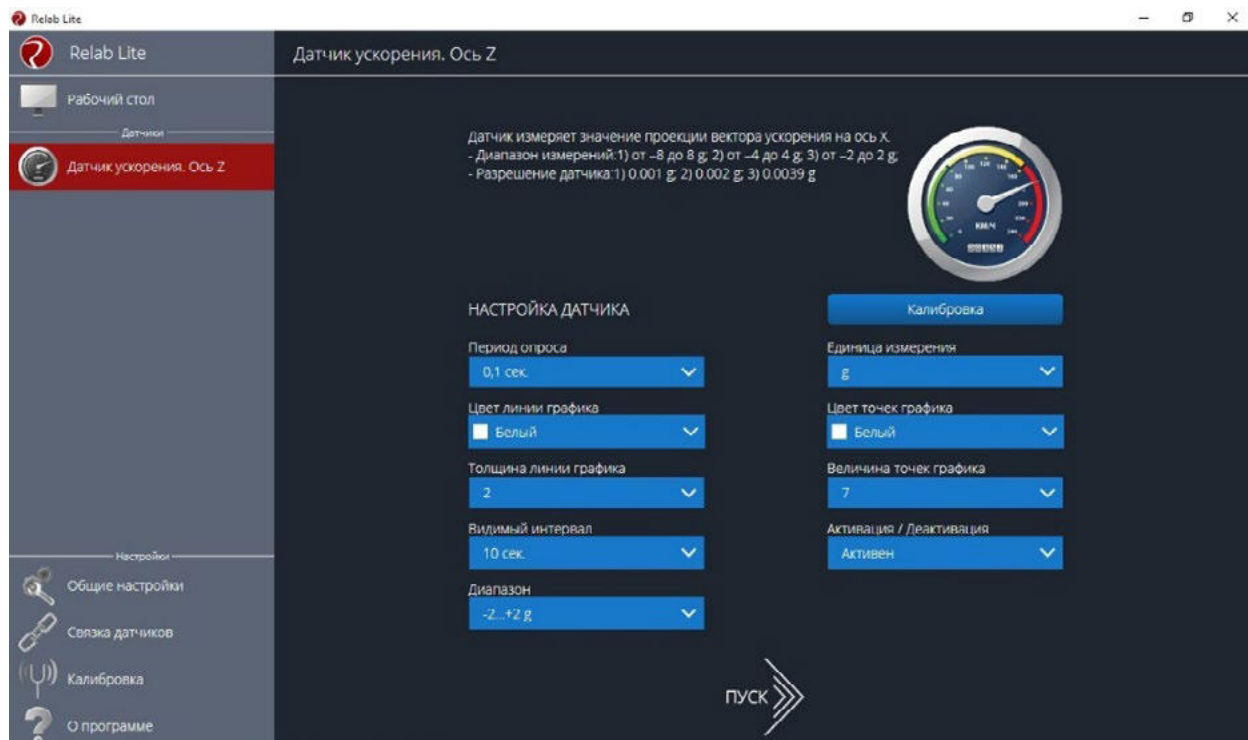 Relab Lite
Relab Lite
Датчик ускорения. Ось Z
Рабочий стол
Датчики
Датчик ускорения. Ось Z
Датчик измеряет значение проекции вектора ускорения на ось X.
- Диапазон измерений:1) от –8 до 8 g; 2) от –4 до 4 g; 3) от –2 до 2 g;
- Разрешение датчика:1) 0.001 g; 2) 0.002 g; 3) 0.0039 g
НАСТРОЙКА ДАТЧИКА
Калибровка
Период опроса
Единица измерения
0,1 сек.
g
Цвет линии графика
Цвет точек графика
Белый
Белый
Толщина линии графика
Величина точек графика
2
7
Видимый интервал
Активация / Деактивация
10 сек.
Активен
Диапазон
-2...+2 g
ПУСК
Настройки
Общие настройки
Связка датчиков
Калибровка
О программе